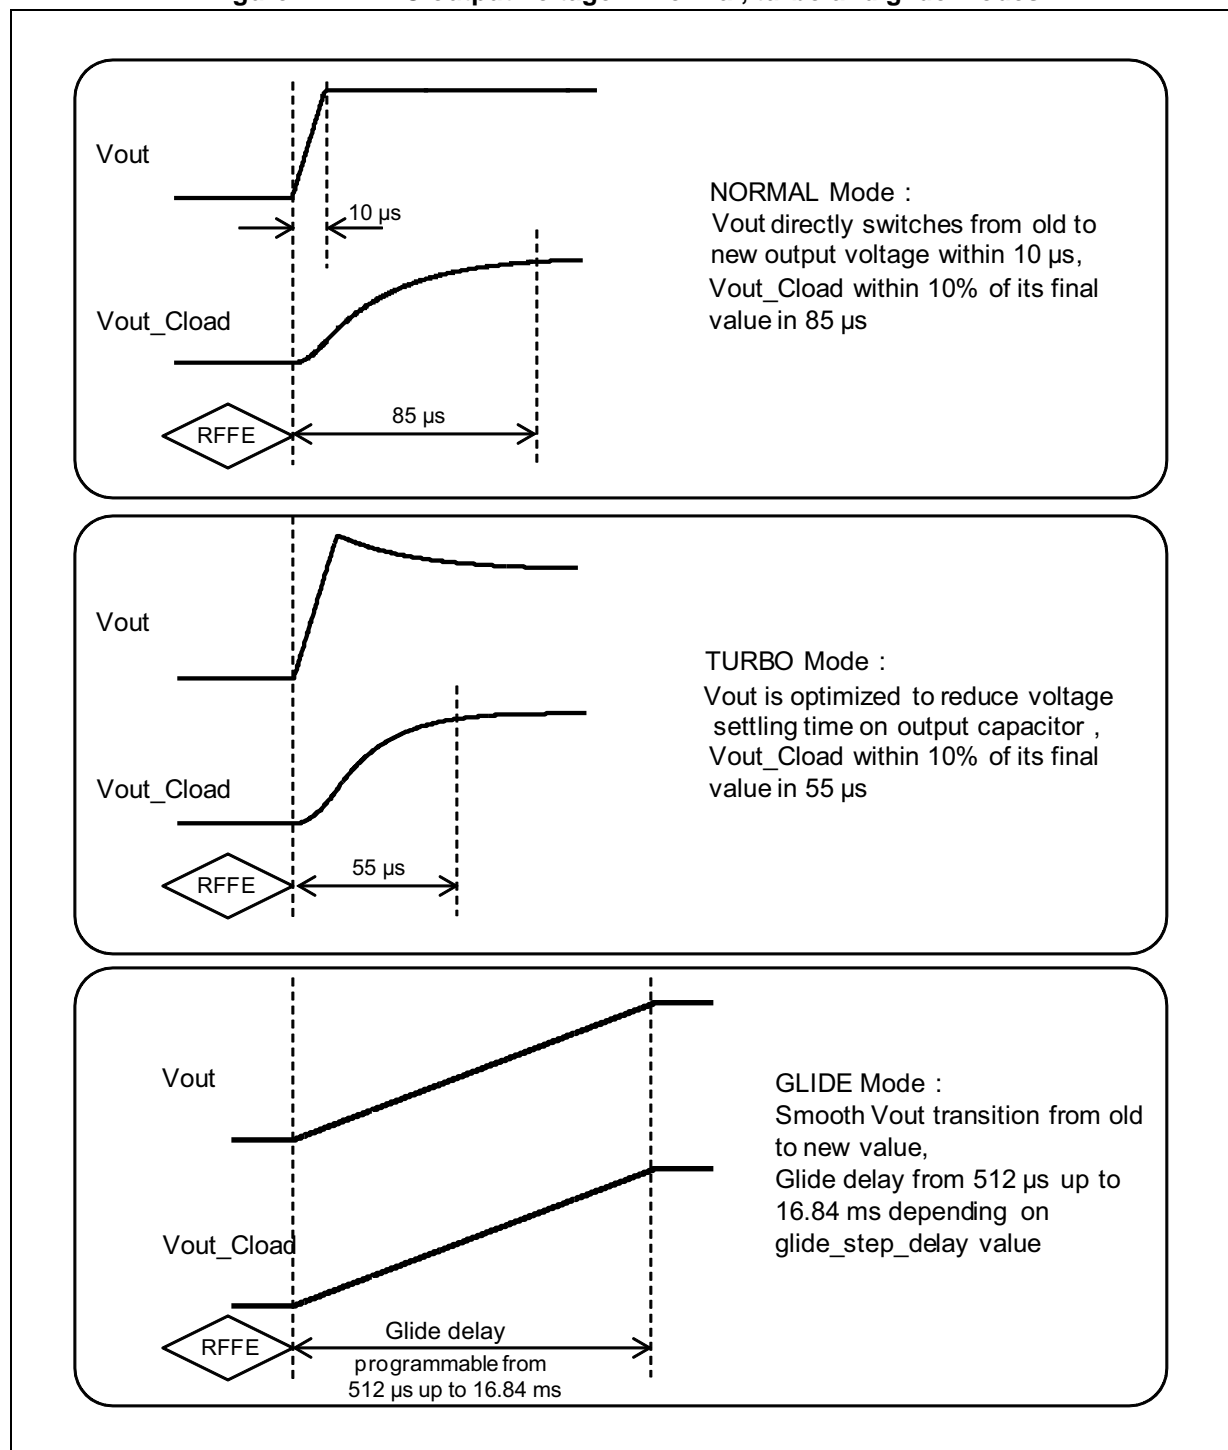 Vout
10 µs
Vout_Cload
RFFE
85 µs
NORMAL Mode :
Vout directly switches from old to
new output voltage within 10 µs,
Vout_Cload within 10% of its final
value in 85 µs
Vout
Vout_Cload
RFFE
55 µs
TURBO Mode :
Vout is optimized to reduce voltage
settling time on output capacitor ,
Vout_Cload within 10% of its final
value in 55 µs
Vout
Vout_Cload
RFFE
Glide delay
programmable from
512 µs up to 16.84 ms
GLIDE Mode :
Smooth Vout transition from old
to new value,
Glide delay from 512 µs up to
16.84 ms depending on
glide_step_delay value